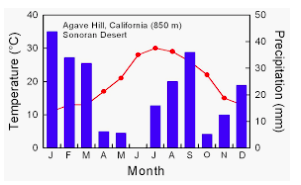 40
30
20
10
0
Temperature (°C)
Agave Hill, California (850 m)
Sonoran Desert
50
40
30
20
10
0
Precipitation (mm)
J F M A M J J A S O N D
Month